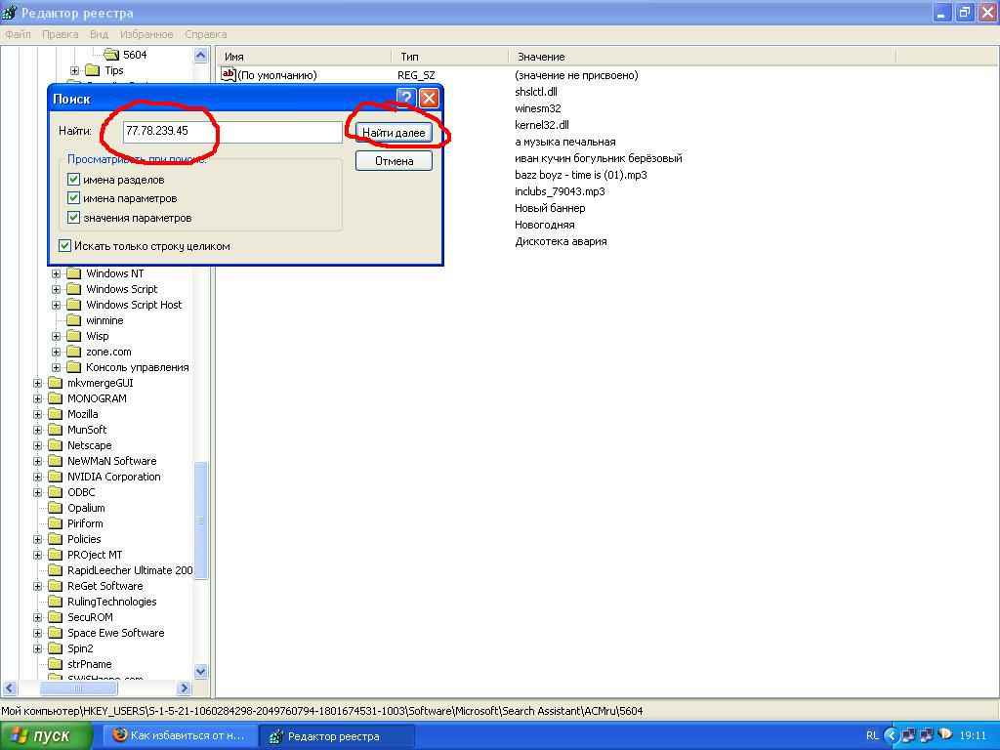 Редактор реестра
Файл Правка Вид Избранное Справка
5604
Tips
Имя Тип Значение
ab (По умолчанию) REG_SZ (значение не присвоено)
shslctl.dll
winesm32
kernel32.dll
а музыка печальная
иван кучин богульник берёзовый
bazz boyz - time is (01).mp3
inclubs_79043.mp3
Новый баннер
Новогодняя
Дискотека авария
Поиск
Найти: 77.78.239.45 Найти далее
Отмена
Просматривать при поиске:
имена разделов
имена параметров
значения параметров
Искать только строку целиком
Windows NT
Windows Script
Windows Script Host
winmine
Wisp
zone.com
Консоль управления
mkvmergeGUI
MONOGRAM
Mozilla
MunSoft
Netscape
NeWMaN Software
NVIDIA Corporation
ODBC
Opalium
Piriform
Policies
PROject MT
RapidLeecher Ultimate 200
ReGet Software
RulingTechnologies
SecuROM
Space Ewe Software
Spin2
strPname
SWiSHzone.com
Мой компьютер\HKEY_USERS\S-1-5-21-1060284298-2049760794-1801674531-1003\Software\Microsoft\Search Assistant\ACMru\5604
пуск Как избавиться от н... Редактор реестра RL 19:11